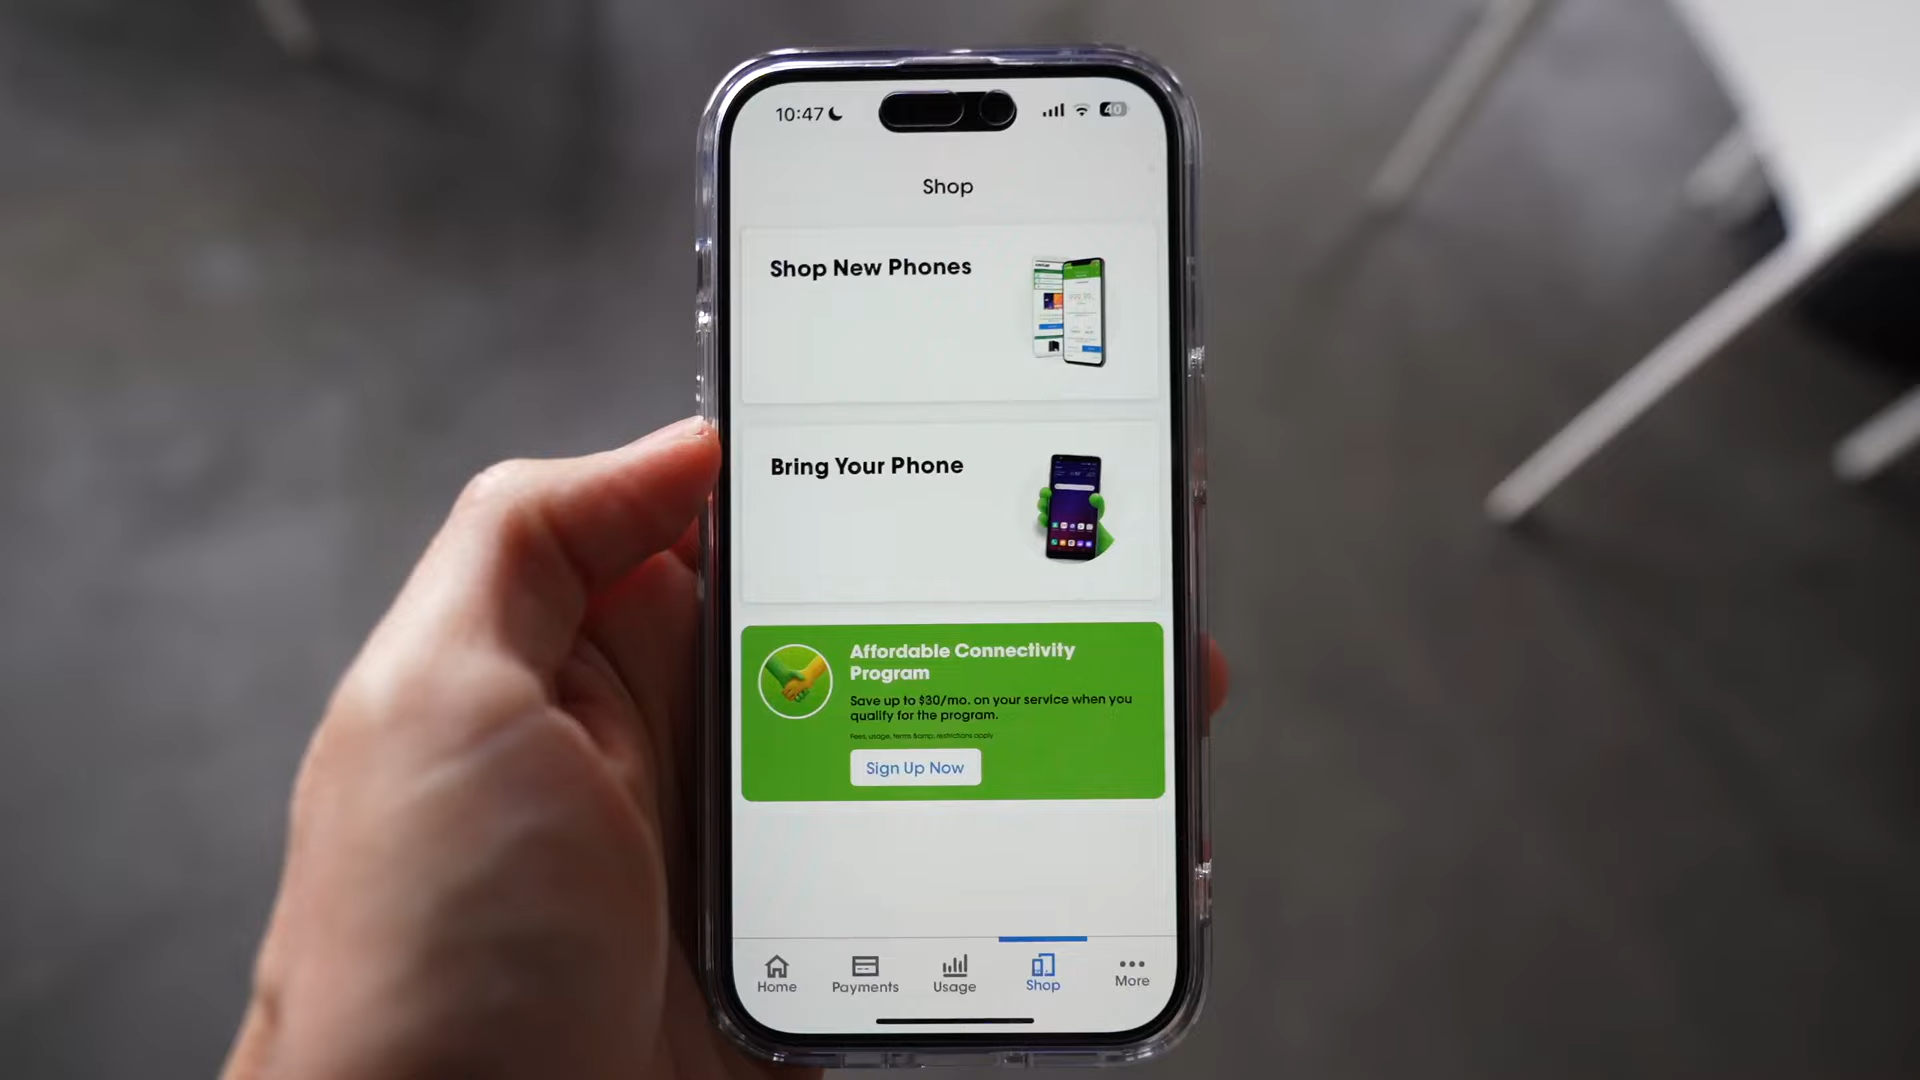 10:47
40
Shop
Shop New Phones
Bring Your Phone
Affordable Connectivity
Program
Save up to $30/mo. on your service when you
qualify for the program.
Fees, usage, terms &amp; restrictions apply
Sign Up Now
Home
Payments
Usage
Shop
More